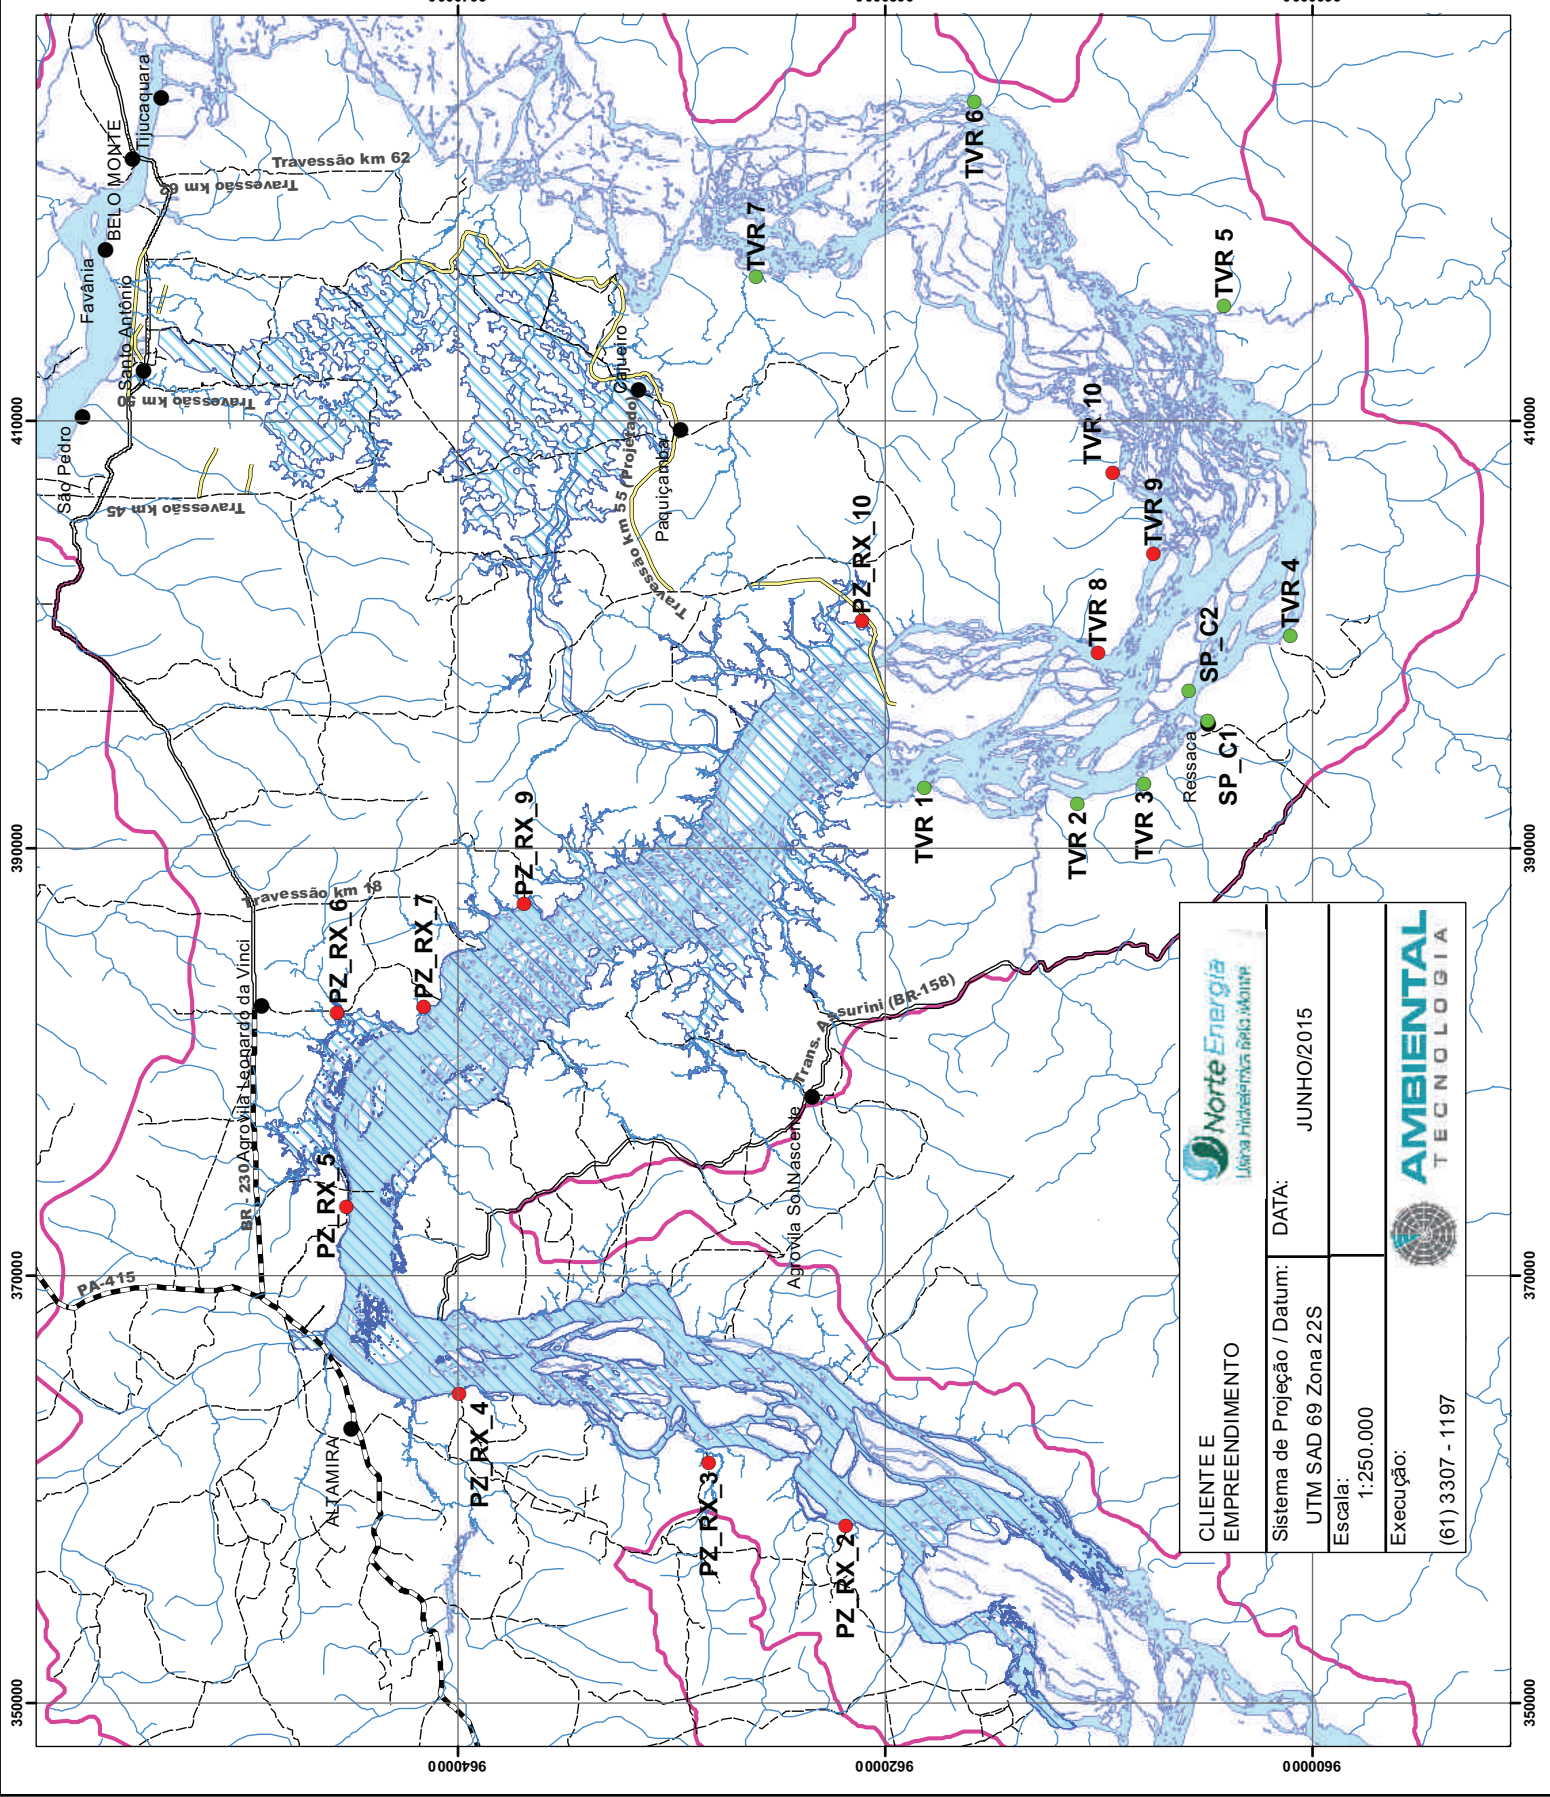 Favânia
BELO MONTE
Tijucaquara
São Pedro
Santo Antônio
Travessão km 62
Travessão km 62
Travessão km 50
Travessão km 45
Cajueiro
Travessão km 55 (Projetado)
Paquiçamba
TVR 6
TVR 7
TVR 5
TVR 10
TVR 9
TVR 8
TVR 4
SP_C2
SP_C1
Ressaca
TVR 1
TVR 2
TVR 3
PZ_RX_10
PZ_RX_9
Travessão km 18
PZ_RX_6
PZ_RX_7
BR - 230
Agrovila Leonardo da Vinci
PZ_RX_5
Trans. Assurini (BR-158)
Agrovila Sol Nascente
PA-415
ALTAMIRA
PZ_RX_4
PZ_RX_3
PZ_RX_2
410000
390000
370000
350000
410000
390000
370000
350000
9640000
9620000
9600000
CLIENTE E
EMPREENDIMENTO
Norte Energia
Usina Hidrelétrica Belo Monte
Sistema de Projeção / Datum:
UTM SAD 69 Zona 22S
DATA:
JUNHO/2015
Escala:
1:250.000
Execução:
(61) 3307 - 1197
AMBIENTAL
TECNOLOGIA